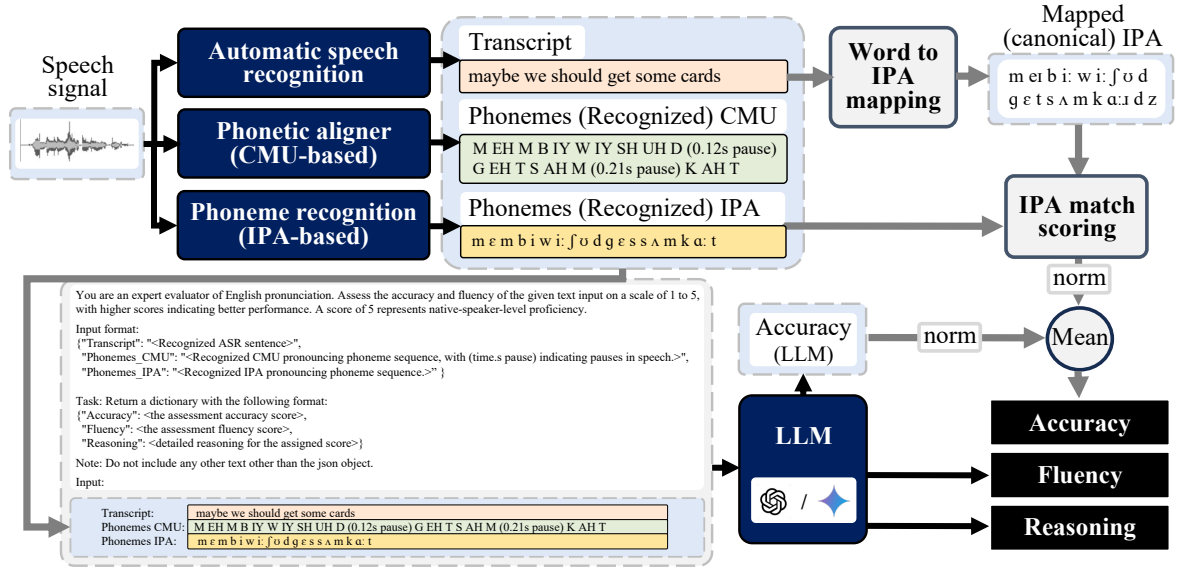 Speech
signal
Automatic speech
recognition
Phonetic aligner
(CMU-based)
Phoneme recognition
(IPA-based)
Transcript
maybe we should get some cards
Phonemes (Recognized) CMU
M EH M B IY W IY SH UH D (0.12s pause)
G EH T S AH M (0.21s pause) K AH T
Phonemes (Recognized) IPA
m ɛ m b i w iː ʃ ʊ d ɡ ɛ s s ʌ m k ɑː t
Word to
IPA
mapping
Mapped
(canonical) IPA
m eɪ b iː w iː ʃ ʊ d
ɡ ɛ t s ʌ m k ɑːɹ d z
IPA match
scoring
norm
Mean
You are an expert evaluator of English pronunciation. Assess the accuracy and fluency of the given text input on a scale of 1 to 5,
with higher scores indicating better performance. A score of 5 represents native-speaker-level proficiency.
Input format:
{"Transcript": "<Recognized ASR sentence>",
"Phonemes_CMU": "<Recognized CMU pronouncing phoneme sequence, with (time.s pause) indicating pauses in speech.>",
"Phonemes_IPA": "<Recognized IPA pronouncing phoneme sequence.>” }
Task: Return a dictionary with the following format:
{"Accuracy": <the assessment accuracy score>,
"Fluency": <the assessment fluency score>,
"Reasoning": <detailed reasoning for the assigned score>}
Note: Do not include any other text other than the json object.
Input:
Transcript: maybe we should get some cards
Phonemes CMU: M EH M B IY W IY SH UH D (0.12s pause) G EH T S AH M (0.21s pause) K AH T
Phonemes IPA: m ɛ m b i w iː ʃ ʊ d ɡ ɛ s s ʌ m k ɑː t
Accuracy
(LLM)
norm
LLM
/
Accuracy
Fluency
Reasoning